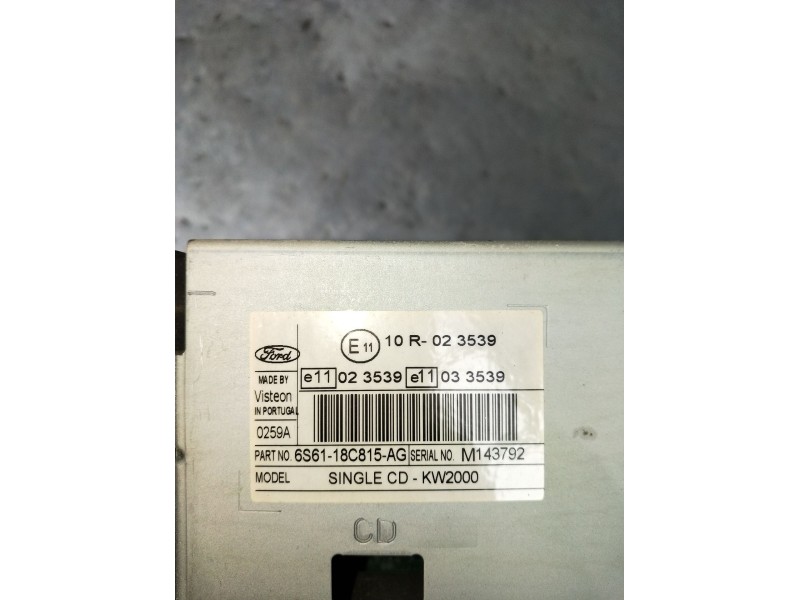 E 11 10 R- 02 3539
Ford
e11 02 3539 e11 03 3539
MADE BY
Visteon
IN PORTUGAL
0259A
PART NO. 6S61-18C815-AG SERIAL NO. M143792
MODEL SINGLE CD - KW2000
CD